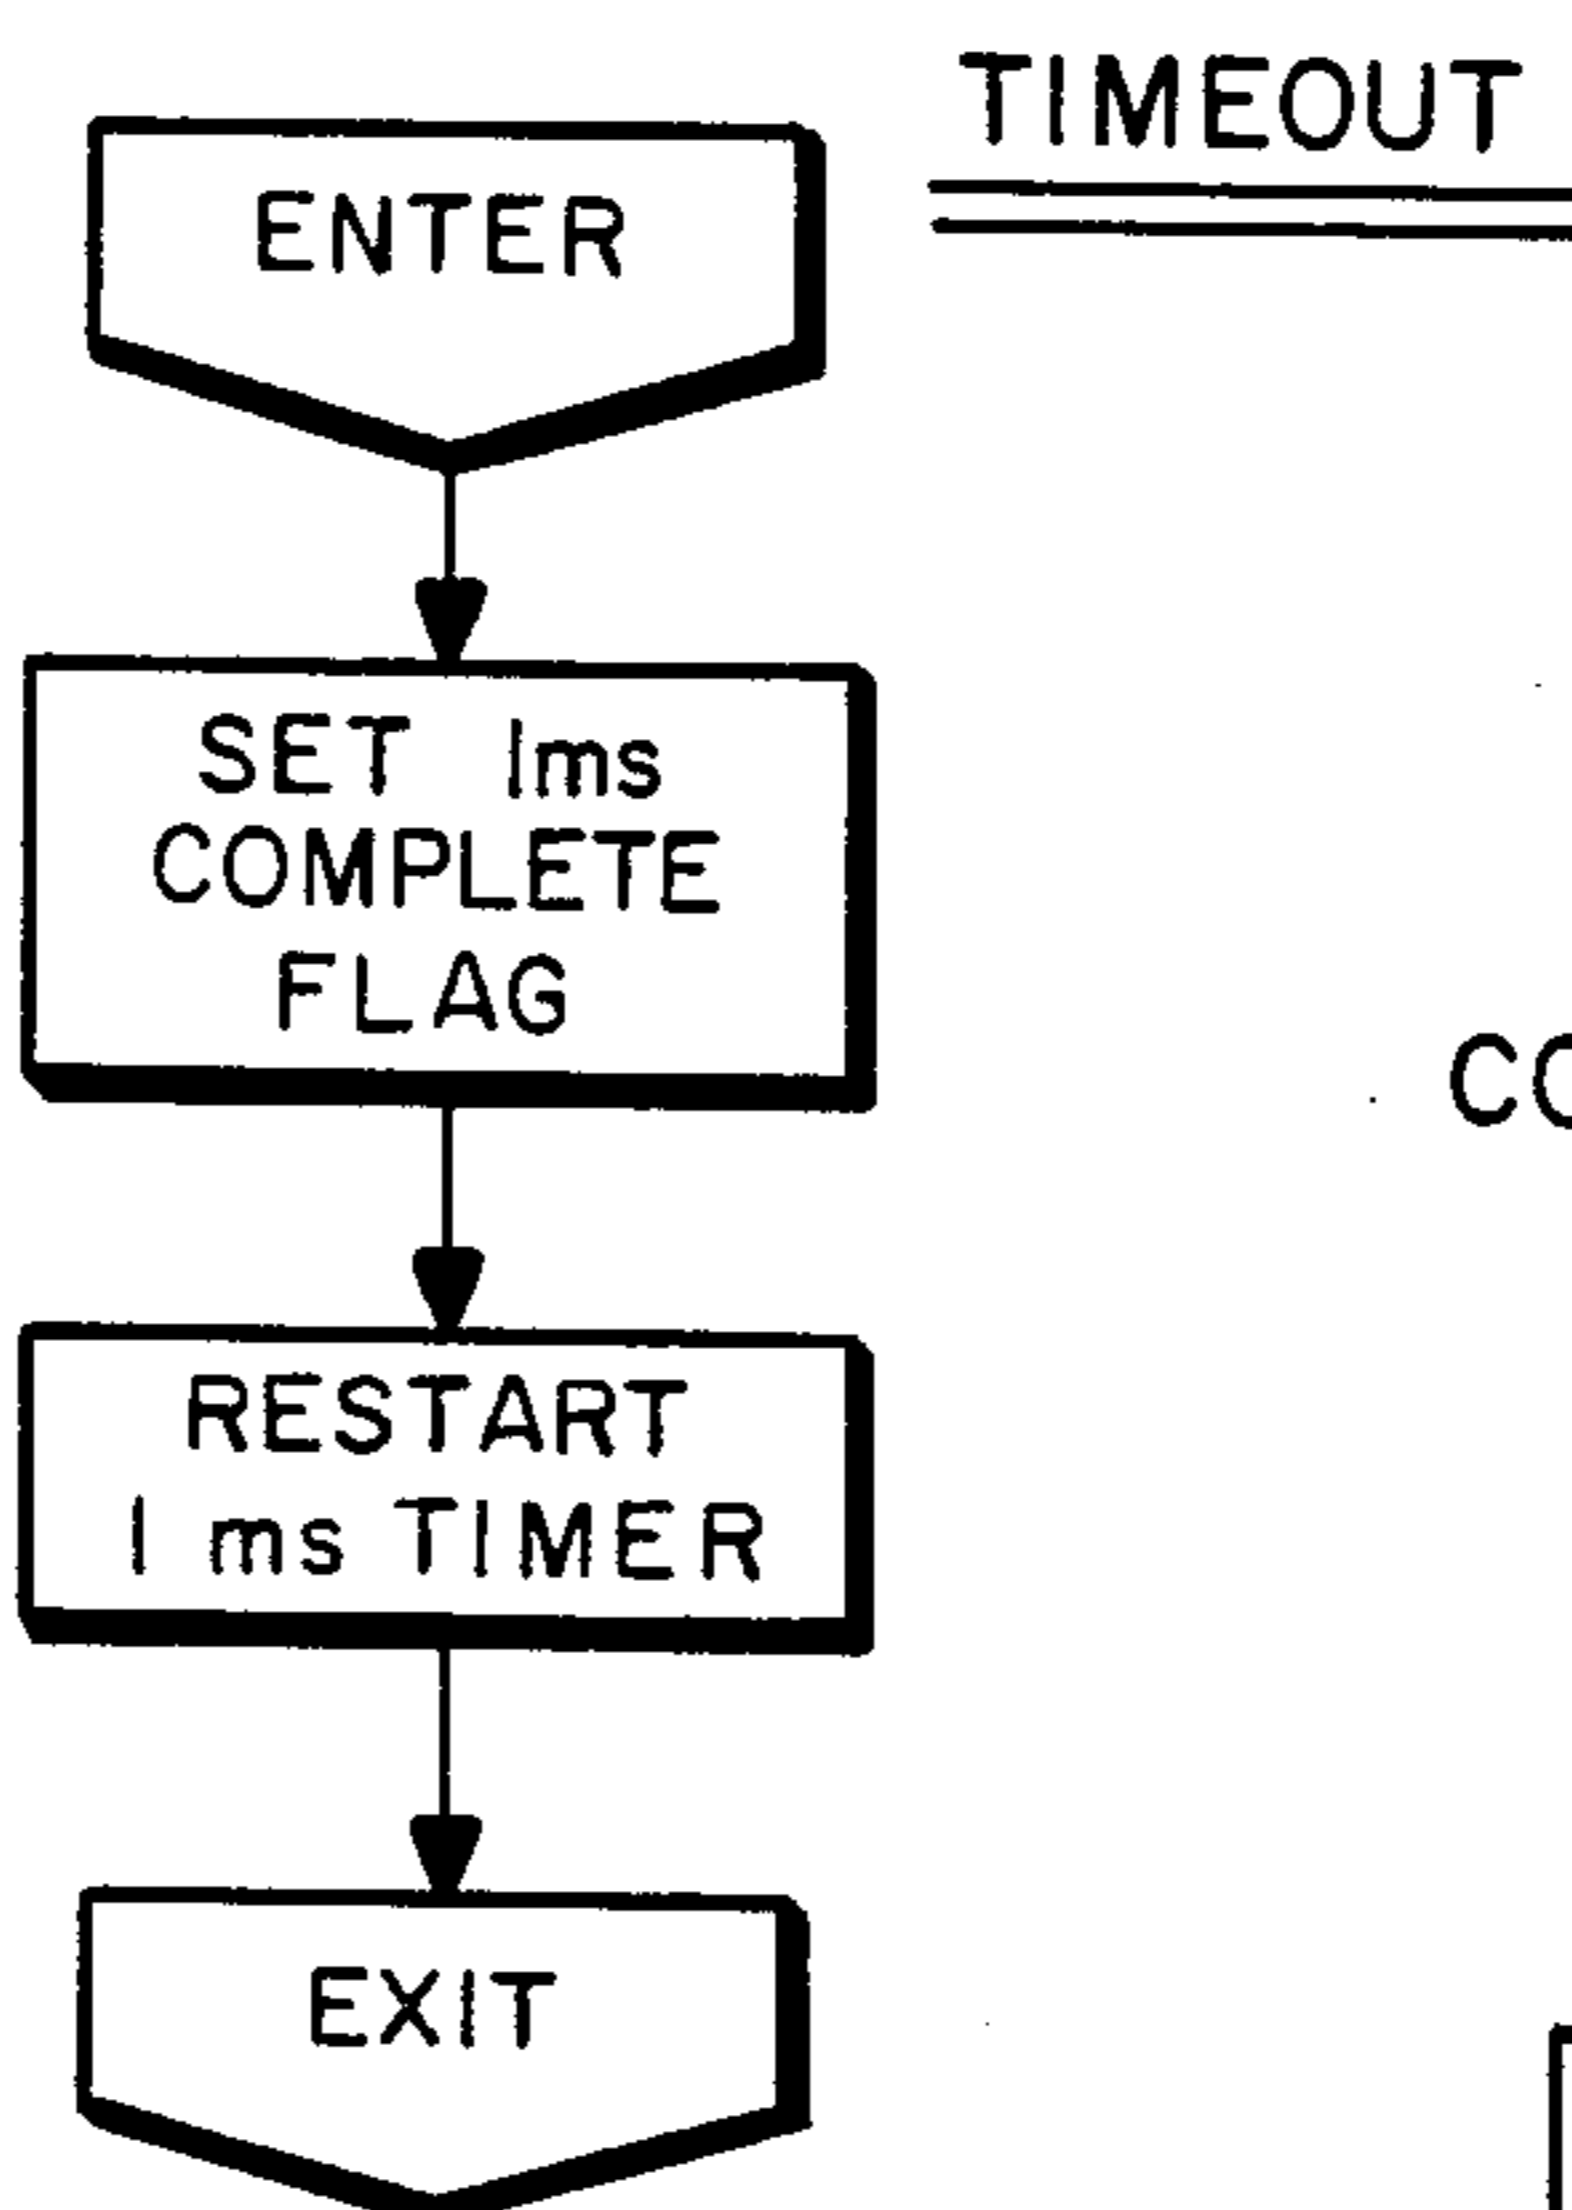 TIMEOUT
ENTER
SET 1ms
COMPLETE
FLAG
RESTART
1 ms TIMER
EXIT